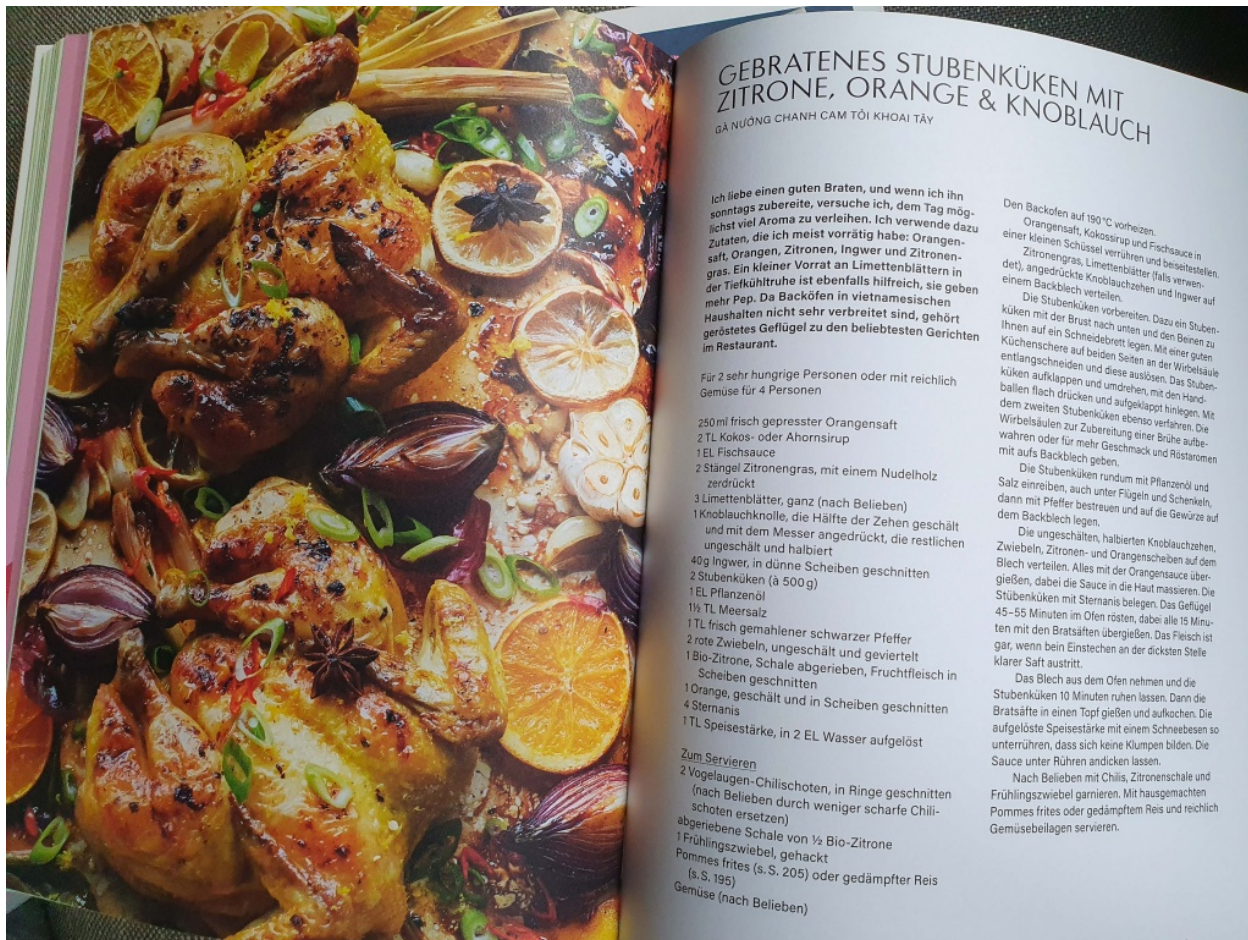 GEBRATENES STUBENKÜKEN MIT
ZITRONE, ORANGE & KNOBLAUCH
GÀ NƯỚNG CHANH CAM TỎI KHOAI TÂY
Ich liebe einen guten Braten, und wenn ich ihn
sonntags zubereite, versuche ich, dem Tag mög-
lichst viel Aroma zu verleihen. Ich verwende dazu
Zutaten, die ich meist vorrätig habe: Orangen-
saft, Orangen, Zitronen, Ingwer und Zitronen-
gras. Ein kleiner Vorrat an Limettenblättern in
der Tiefkühltruhe ist ebenfalls hilfreich, sie geben
mehr Pep. Da Backöfen in vietnamesischen
Haushalten nicht sehr verbreitet sind, gehört
geröstetes Geflügel zu den beliebtesten Gerichten
im Restaurant.
Für 2 sehr hungrige Personen oder mit reichlich
Gemüse für 4 Personen
250 ml frisch gepresster Orangensaft
2 TL Kokos- oder Ahornsirup
1 EL Fischsauce
2 Stängel Zitronengras, mit einem Nudelholz
zerdrückt
3 Limettenblätter, ganz (nach Belieben)
1 Knoblauchknolle, die Hälfte der Zehen geschält
und mit dem Messer angedrückt, die restlichen
ungeschält und halbiert
40 g Ingwer, in dünne Scheiben geschnitten
2 Stubenküken (à 500 g)
1 EL Pflanzenöl
1½ TL Meersalz
1 TL frisch gemahlener schwarzer Pfeffer
2 rote Zwiebeln, ungeschält und geviertelt
1 Bio-Zitrone, Schale abgerieben, Fruchtfleisch in
Scheiben geschnitten
1 Orange, geschält und in Scheiben geschnitten
4 Sternanis
1 TL Speisestärke, in 2 EL Wasser aufgelöst
Zum Servieren
2 Vogelaugen-Chilischoten, in Ringe geschnitten
(nach Belieben durch weniger scharfe Chili-
schoten ersetzen)
abgeriebene Schale von ½ Bio-Zitrone
1 Frühlingszwiebel, gehackt
Pommes frites (s. S. 205) oder gedämpfter Reis
(s. S. 195)
Gemüse (nach Belieben)
Den Backofen auf 190 °C vorheizen.
Orangensaft, Kokossirup und Fischsauce in
einer kleinen Schüssel verrühren und beiseitestellen.
Zitronengras, Limettenblätter (falls verwen-
det), angedrückte Knoblauchzehen und Ingwer auf
einem Backblech verteilen.
Die Stubenküken vorbereiten. Dazu ein Stuben-
küken mit der Brust nach unten und den Beinen zu
Ihnen auf ein Schneidebrett legen. Mit einer guten
Küchenschere auf beiden Seiten an der Wirbelsäule
entlangschneiden und diese auslösen. Das Stuben-
küken aufklappen und umdrehen, mit den Hand-
ballen flach drücken und aufgeklappt hinlegen. Mit
dem zweiten Stubenküken ebenso verfahren. Die
Wirbelsäulen zur Zubereitung einer Brühe aufbe-
wahren oder für mehr Geschmack und Röstaromen
mit aufs Backblech geben.
Die Stubenküken rundum mit Pflanzenöl und
Salz einreiben, auch unter Flügeln und Schenkeln,
dann mit Pfeffer bestreuen und auf die Gewürze auf
dem Backblech legen.
Die ungeschälten, halbierten Knoblauchzehen,
Zwiebeln, Zitronen- und Orangenscheiben auf dem
Blech verteilen. Alles mit der Orangensauce über-
gießen, dabei die Sauce in die Haut massieren. Die
Stübenküken mit Sternanis belegen. Das Geflügel
45–55 Minuten im Ofen rösten, dabei alle 15 Minu-
ten mit den Bratsäften übergießen. Das Fleisch ist
gar, wenn bein Einstechen an der dicksten Stelle
klarer Saft austritt.
Das Blech aus dem Ofen nehmen und die
Stubenküken 10 Minuten ruhen lassen. Dann die
Bratsäfte in einen Topf gießen und aufkochen. Die
aufgelöste Speisestärke mit einem Schneebesen so
unterrühren, dass sich keine Klumpen bilden. Die
Sauce unter Rühren andicken lassen.
Nach Belieben mit Chilis, Zitronenschale und
Frühlingszwiebel garnieren. Mit hausgemachten
Pommes frites oder gedämpftem Reis und reichlich
Gemüsebeilagen servieren.